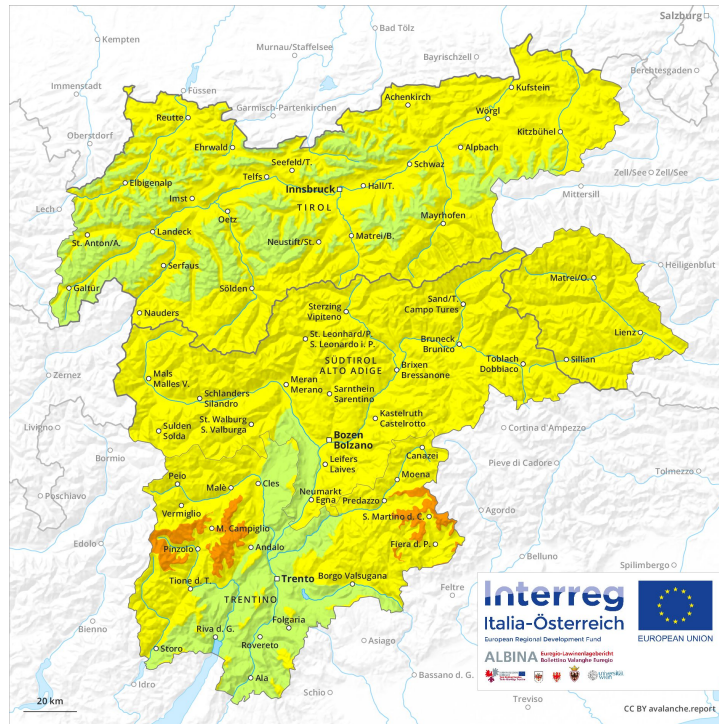 Salzburg
Bad Tölz
Kempten
Murnau/Staffelsee
Bayrischzell
Berchtesgaden
Immenstadt
Füssen
Garmisch-Partenkirchen
Achenkirch
Kufstein
Reutte
Wörgl
Oberstdorf
Ehrwald
Kitzbühel
Alpbach
Seefeld/T.
Schwaz
Zell/See
Zell/See
Elbigenalp
Telfs
Innsbruck
Hall/T.
Mittersill
Lech
Imst
TIROL
Oetz
Mayrhofen
St. Anton/A.
Landeck
Neustift/St.
Matrei/B.
Serfaus
Heiligenblut
Galtür
Sölden
Matrei/O.
Nauders
Sterzing
Vipiteno
Sand/T.
Campo Tures
Lienz
St. Leonhard/P.
S. Leonardo i. P.
Bruneck
Brunico
Sillian
SÜDTIROL
ALTO ADIGE
Brixen
Bressanone
Toblach
Dobbiaco
Zernez
Mals
Malles V.
Meran
Merano
Sarnthein
Sarentino
Schlanders
Silandro
St. Walburg
S. Valburga
Kastelruth
Castelrotto
Livigno
Sulden
Solda
Bozen
Bolzano
Cortina d'Ampezzo
Bormio
Canazei
Pieve di Cadore
Leifers
Laives
Tolmezzo
Poschiavo
Peio
Malè
Cles
Moena
Neumarkt
Egna
Predazzo
Vermiglio
S. Martino d. C.
Agordo
M. Campiglio
Edolo
Pinzolo
Andalo
Fiera d. P.
Belluno
Spilimbergo
Trento
Borgo Valsugana
Tione d. T.
Feltre
TRENTINO
Bienno
Riva d. G.
Folgaria
Rovereto
Asiago
Storo
Idro
Ala
Schio
Bassano d. G.
Treviso
20 km
Interreg
Italia-Österreich
European Regional Development Fund
EUROPEAN UNION
ALBINA
Euregio-Lawinenlagebericht
Bollettino Valanghe Euregio
universität
wien
CC BY avalanche.report